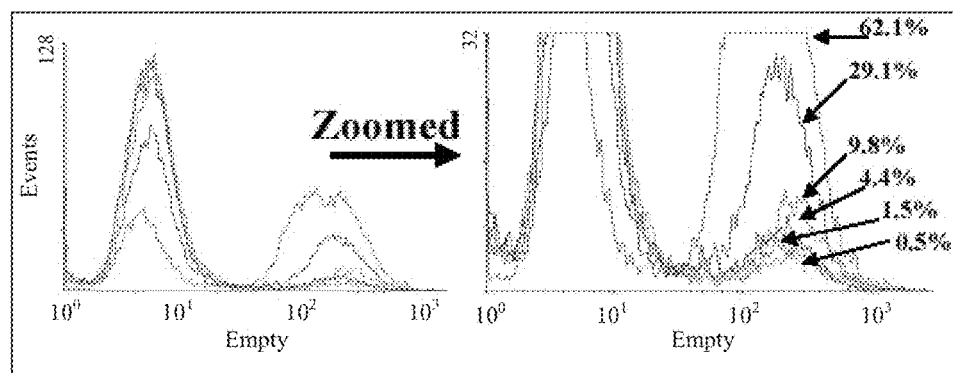 128
Events
10⁰ 10¹ 10² 10³
Empty
Zoomed
32
62.1%
29.1%
9.8%
4.4%
1.5%
0.5%
10⁰ 10¹ 10² 10³
Empty